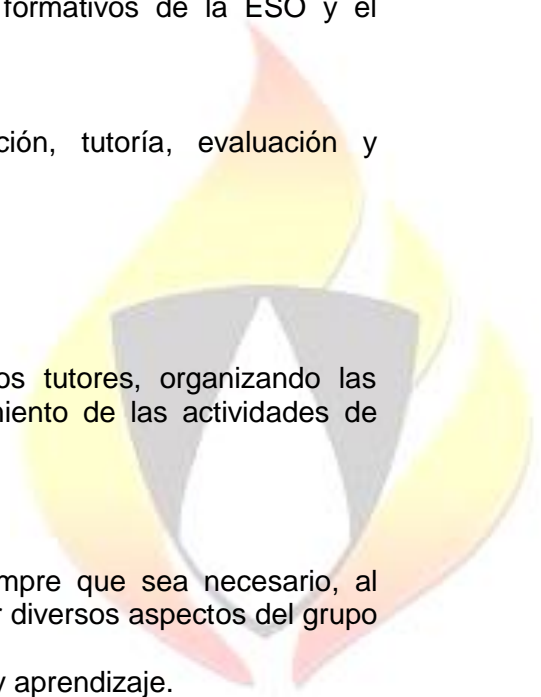 formativos de la ESO y el
ción, tutoría, evaluación y
os tutores, organizando las
miento de las actividades de
mpre que sea necesario, al
r diversos aspectos del grupo
y aprendizaje.